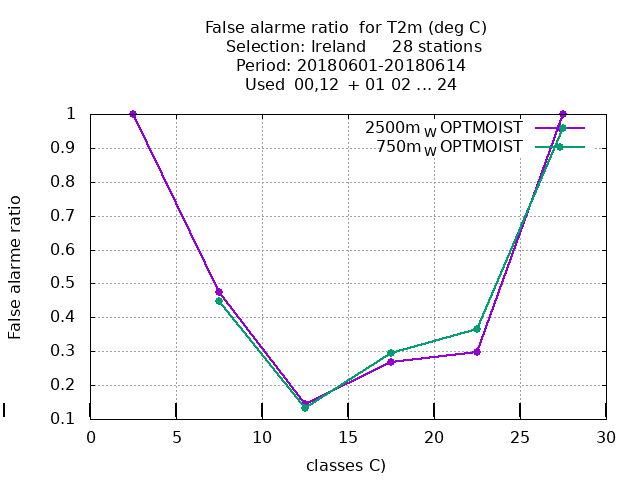 False alarme ratio for T2m (deg C)
Selection: Ireland 28 stations
Period: 20180601-20180614
Used 00,12 + 01 02 ... 24
2500m W OPTMOIST
750m W OPTMOIST
1
0.9
0.8
0.7
0.6
0.5
0.4
0.3
0.2
0.1
False alarme ratio
0 5 10 15 20 25 30
classes C)